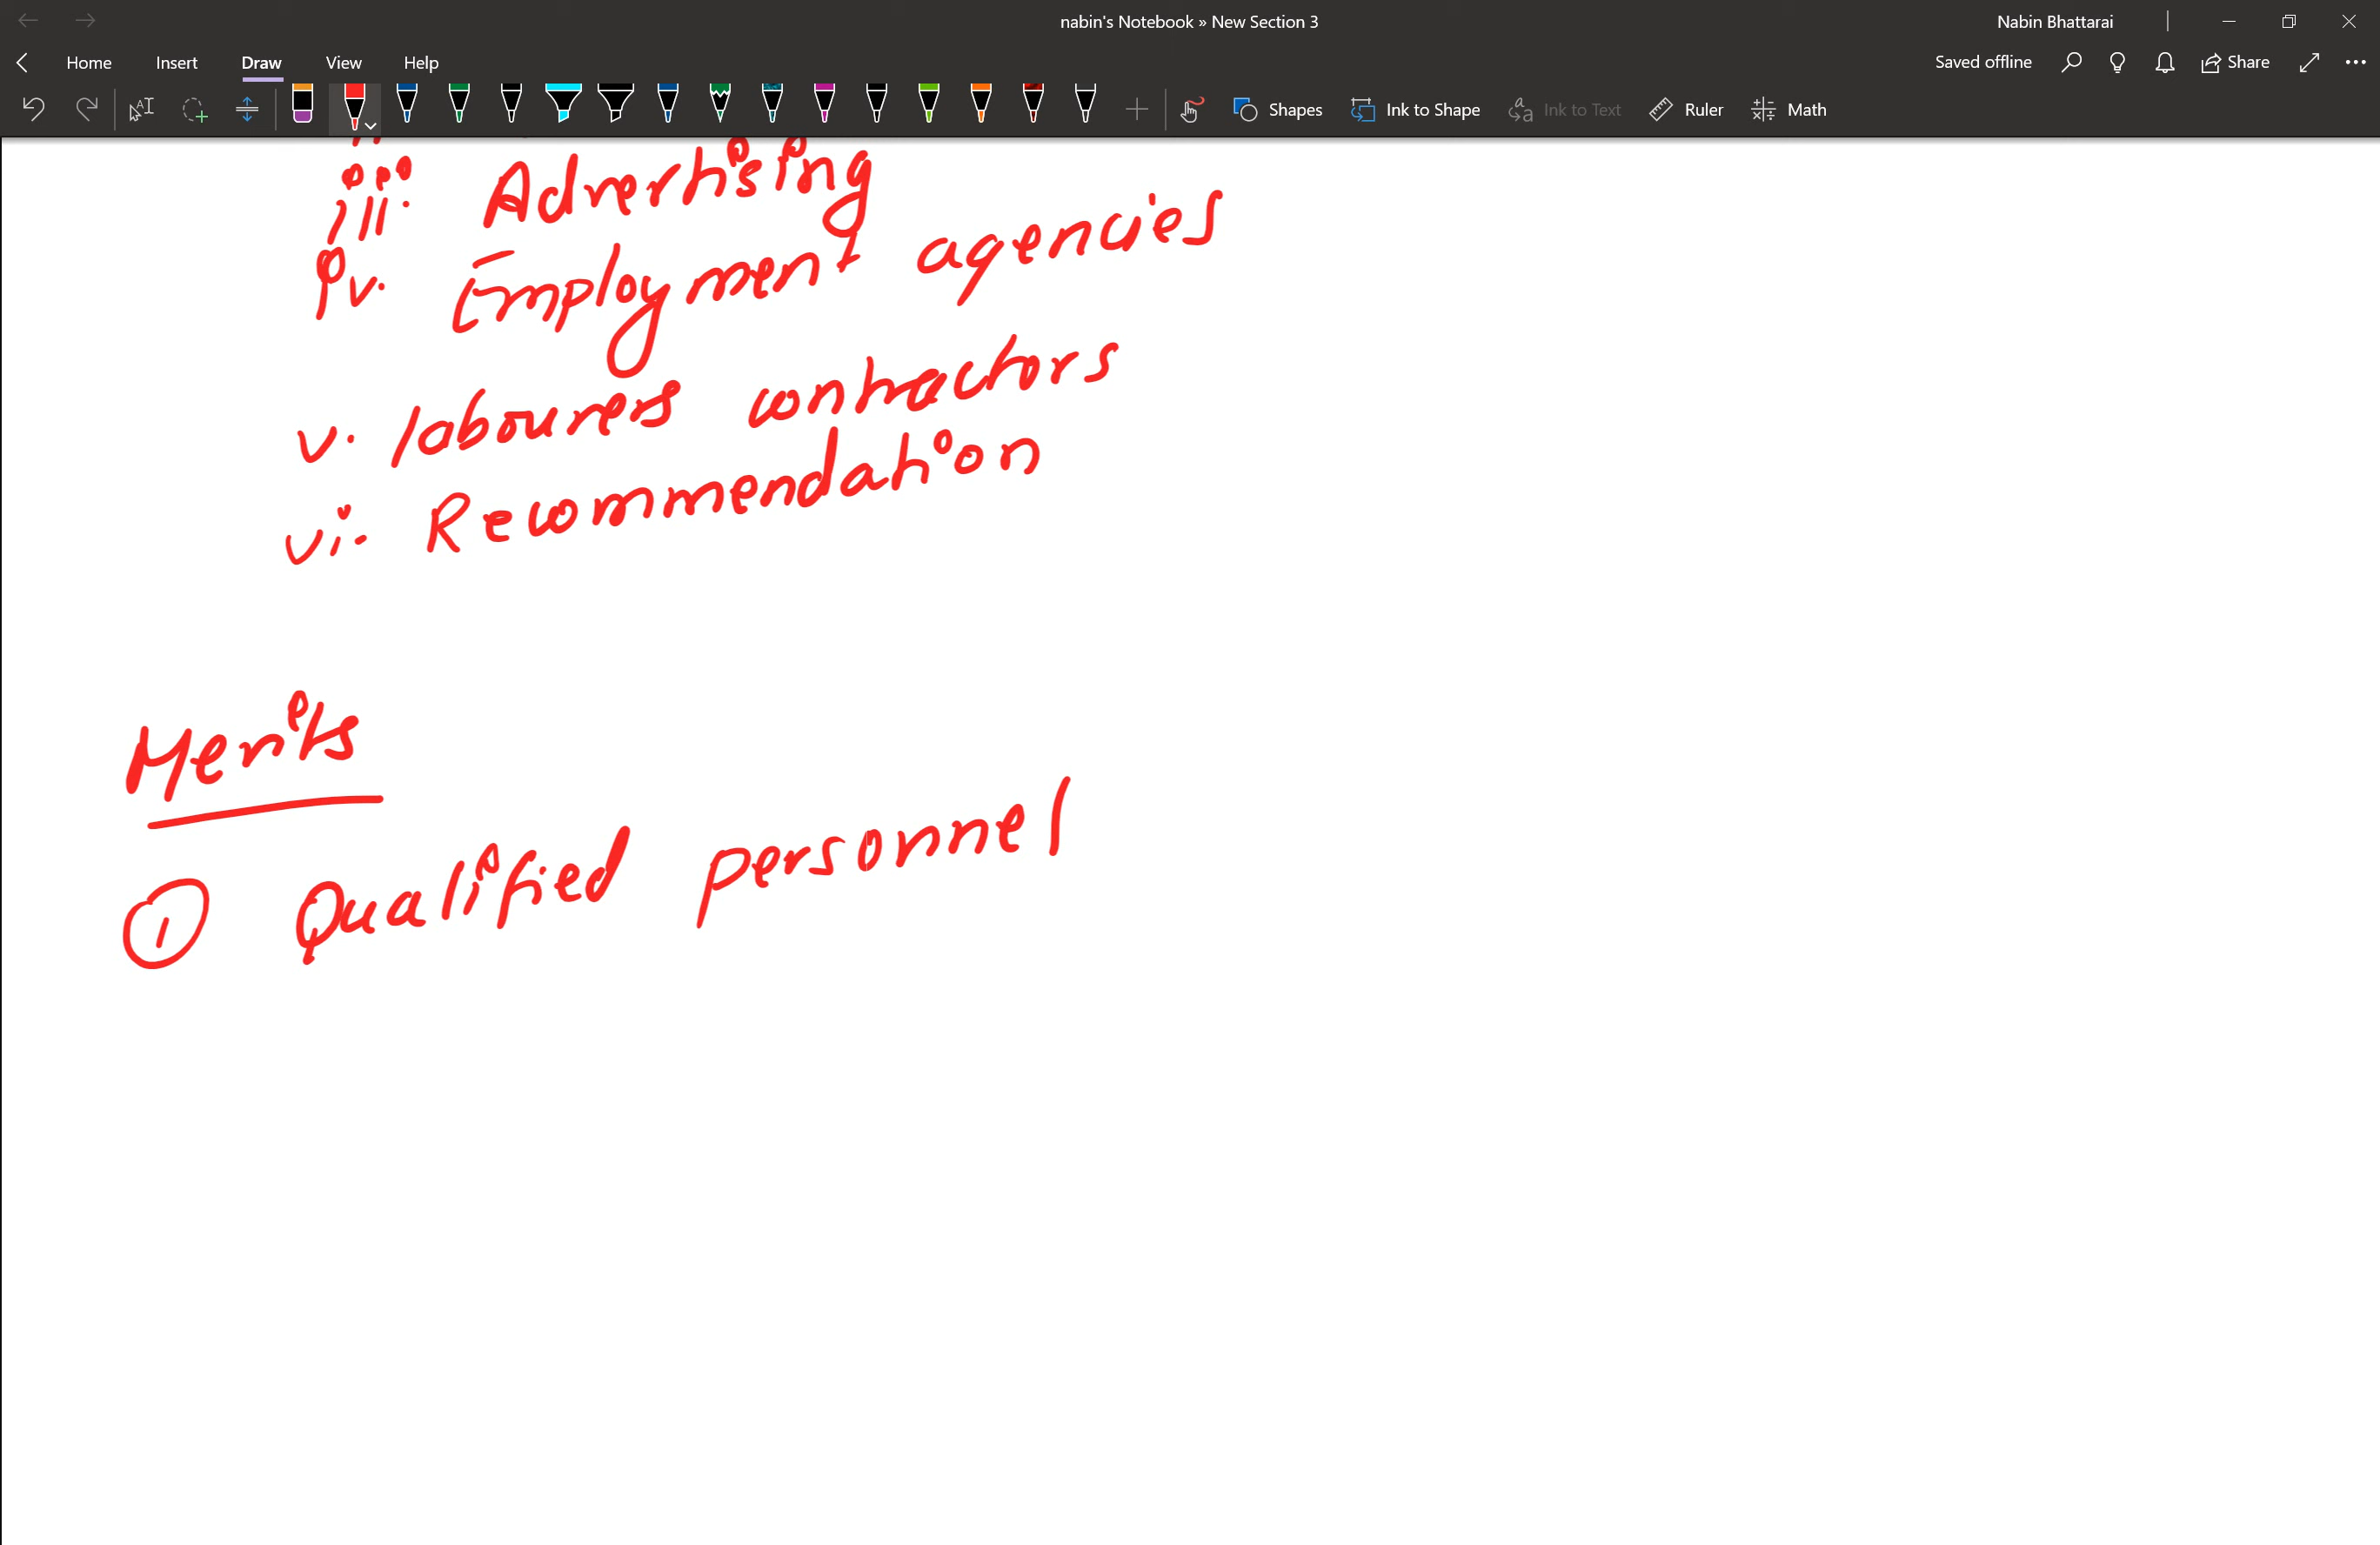 nabin's Notebook » New Section 3
Nabin Bhattarai
Home Insert Draw View Help
Saved offline
Share
Shapes Ink to Shape Ink to Text Ruler Math
iii. Advertising
iv. Employment agencies
v. labourers contractors
vi. Recommendation
Merits
① Qualified personnel